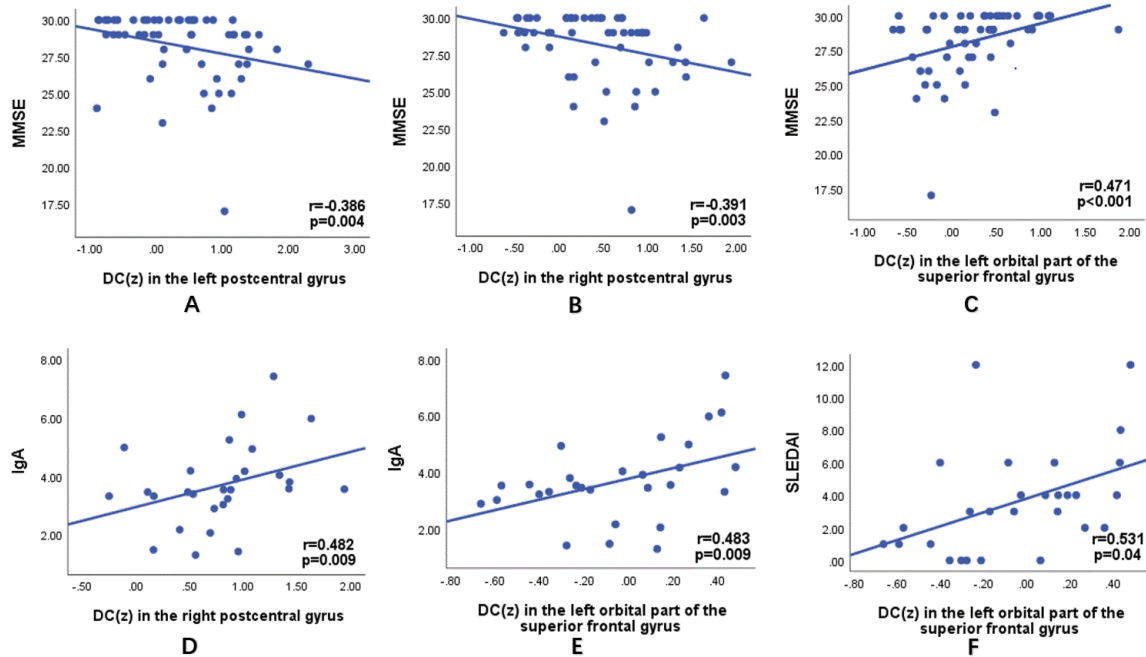 30.00
27.50
25.00
22.50
20.00
17.50
MMSE
r=-0.386
p=0.004
-1.00 .00 1.00 2.00 3.00
DC(z) in the left postcentral gyrus
A
30.00
27.50
25.00
22.50
20.00
17.50
MMSE
r=-0.391
p=0.003
-1.00 -.50 .00 .50 1.00 1.50 2.00
DC(z) in the right postcentral gyrus
B
30.00
27.50
25.00
22.50
20.00
17.50
MMSE
r=0.471
p<0.001
-1.00 -.50 .00 .50 1.00 1.50 2.00
DC(z) in the left orbital part of the
superior frontal gyrus
C
8.00
6.00
4.00
2.00
IgA
r=0.482
p=0.009
-.50 .00 .50 1.00 1.50 2.00
DC(z) in the right postcentral gyrus
D
8.00
6.00
4.00
2.00
IgA
r=0.483
p=0.009
-.80 -.60 -.40 -.20 .00 .20 .40
DC(z) in the left orbital part of the
superior frontal gyrus
E
12.00
10.00
8.00
6.00
4.00
2.00
.00
SLEDAI
r=0.531
p=0.04
-.80 -.60 -.40 -.20 .00 .20 .40
DC(z) in the left orbital part of the
superior frontal gyrus
F